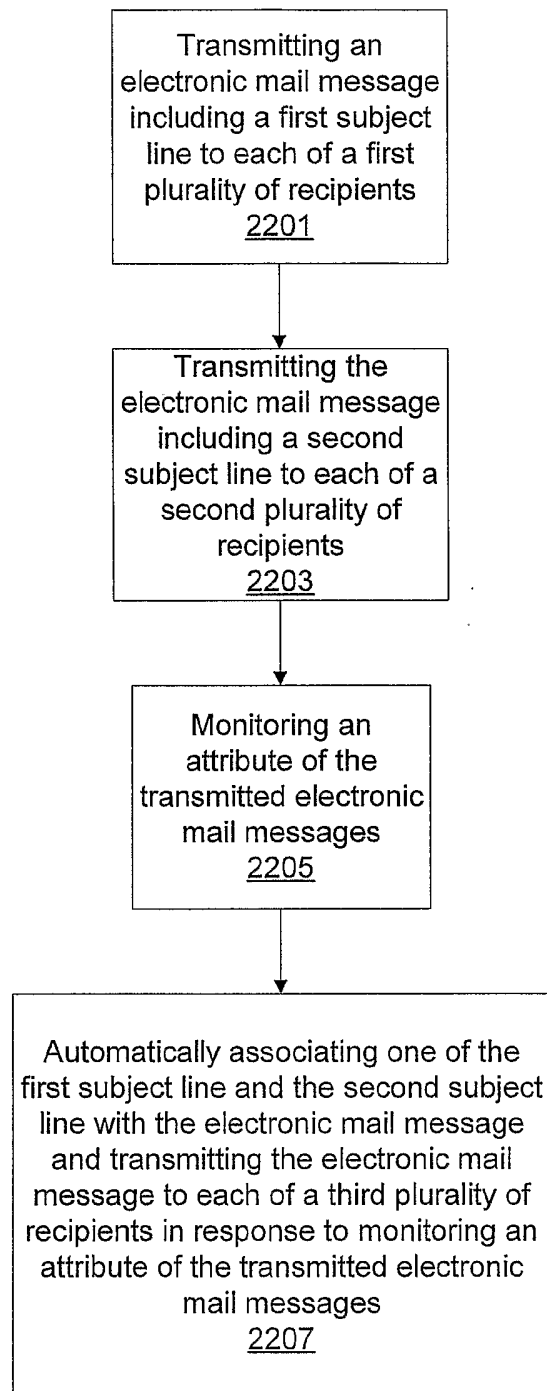 Transmitting an
electronic mail message
including a first subject
line to each of a first
plurality of recipients
2201
Transmitting the
electronic mail message
including a second
subject line to each of a
second plurality of
recipients
2203
Monitoring an
attribute of the
transmitted electronic
mail messages
2205
Automatically associating one of the
first subject line and the second subject
line with the electronic mail message
and transmitting the electronic mail
message to each of a third plurality of
recipients in response to monitoring an
attribute of the transmitted electronic
mail messages
2207